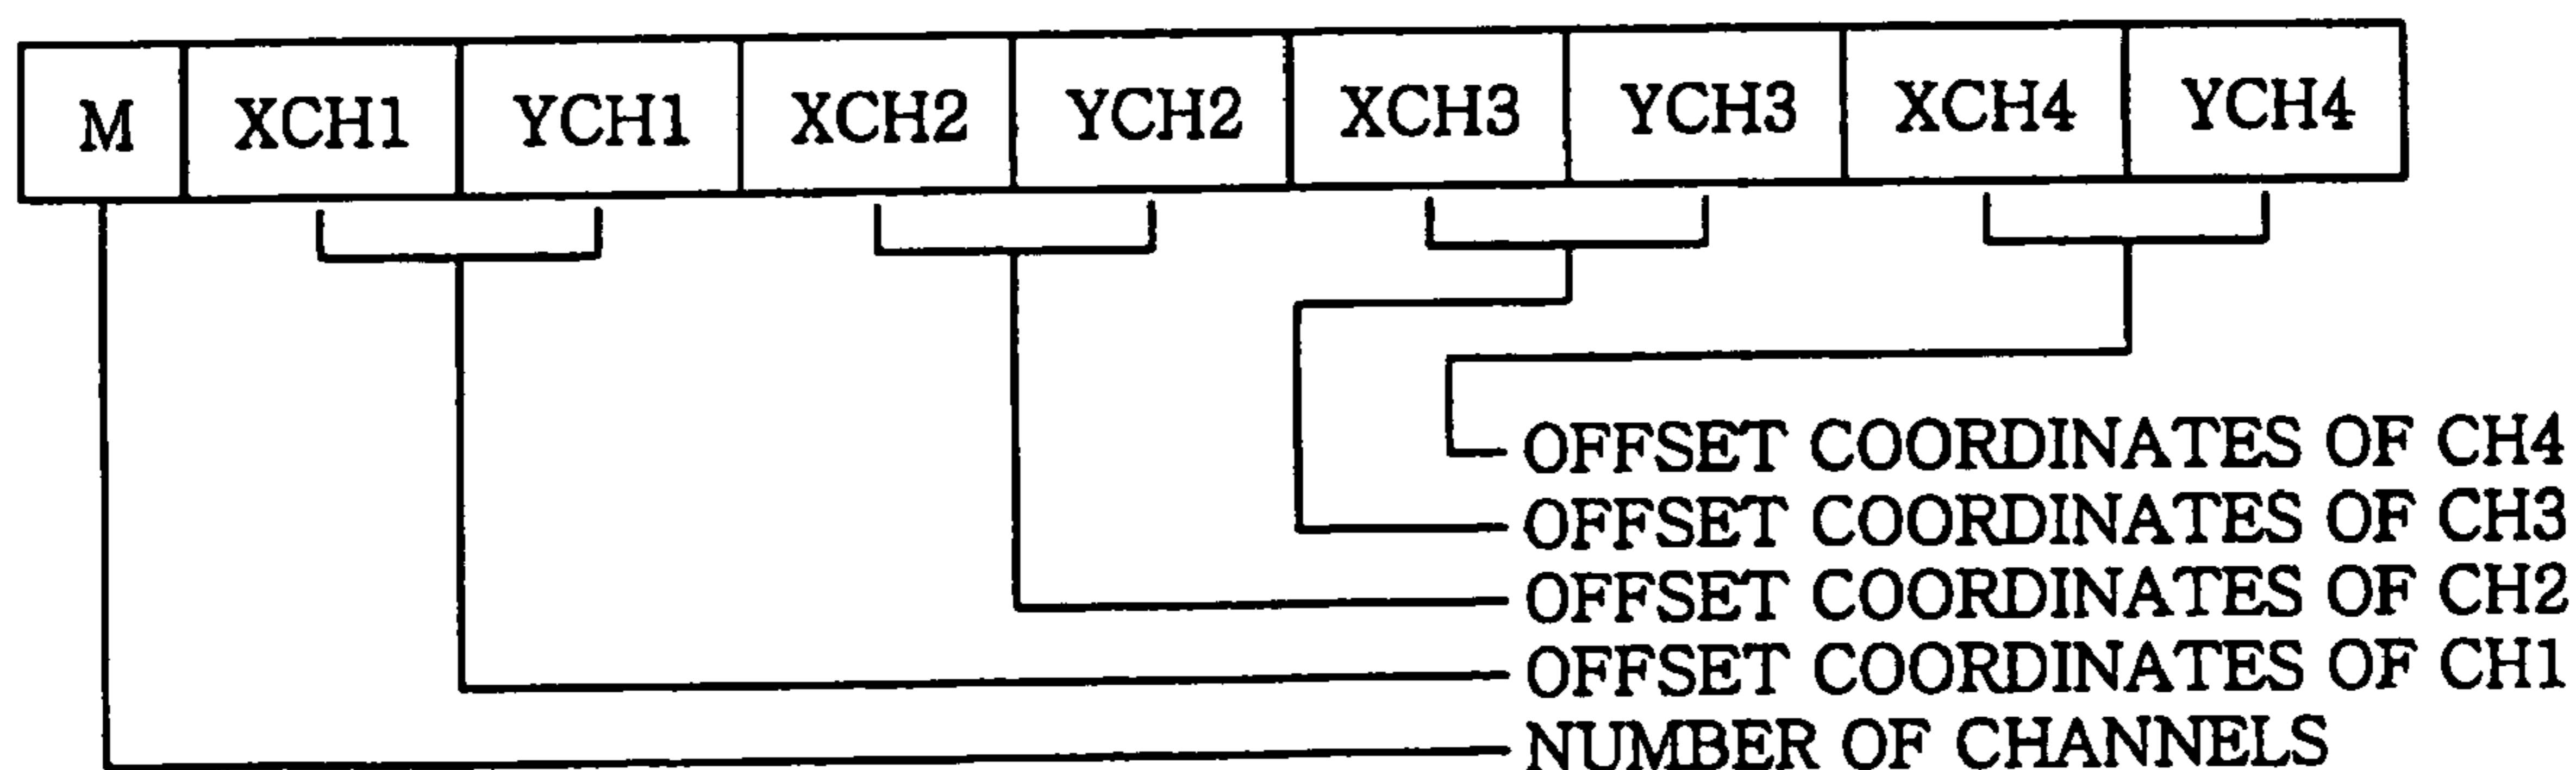 M XCH1 YCH1 XCH2 YCH2 XCH3 YCH3 XCH4 YCH4
OFFSET COORDINATES OF CH4
OFFSET COORDINATES OF CH3
OFFSET COORDINATES OF CH2
OFFSET COORDINATES OF CH1
NUMBER OF CHANNELS